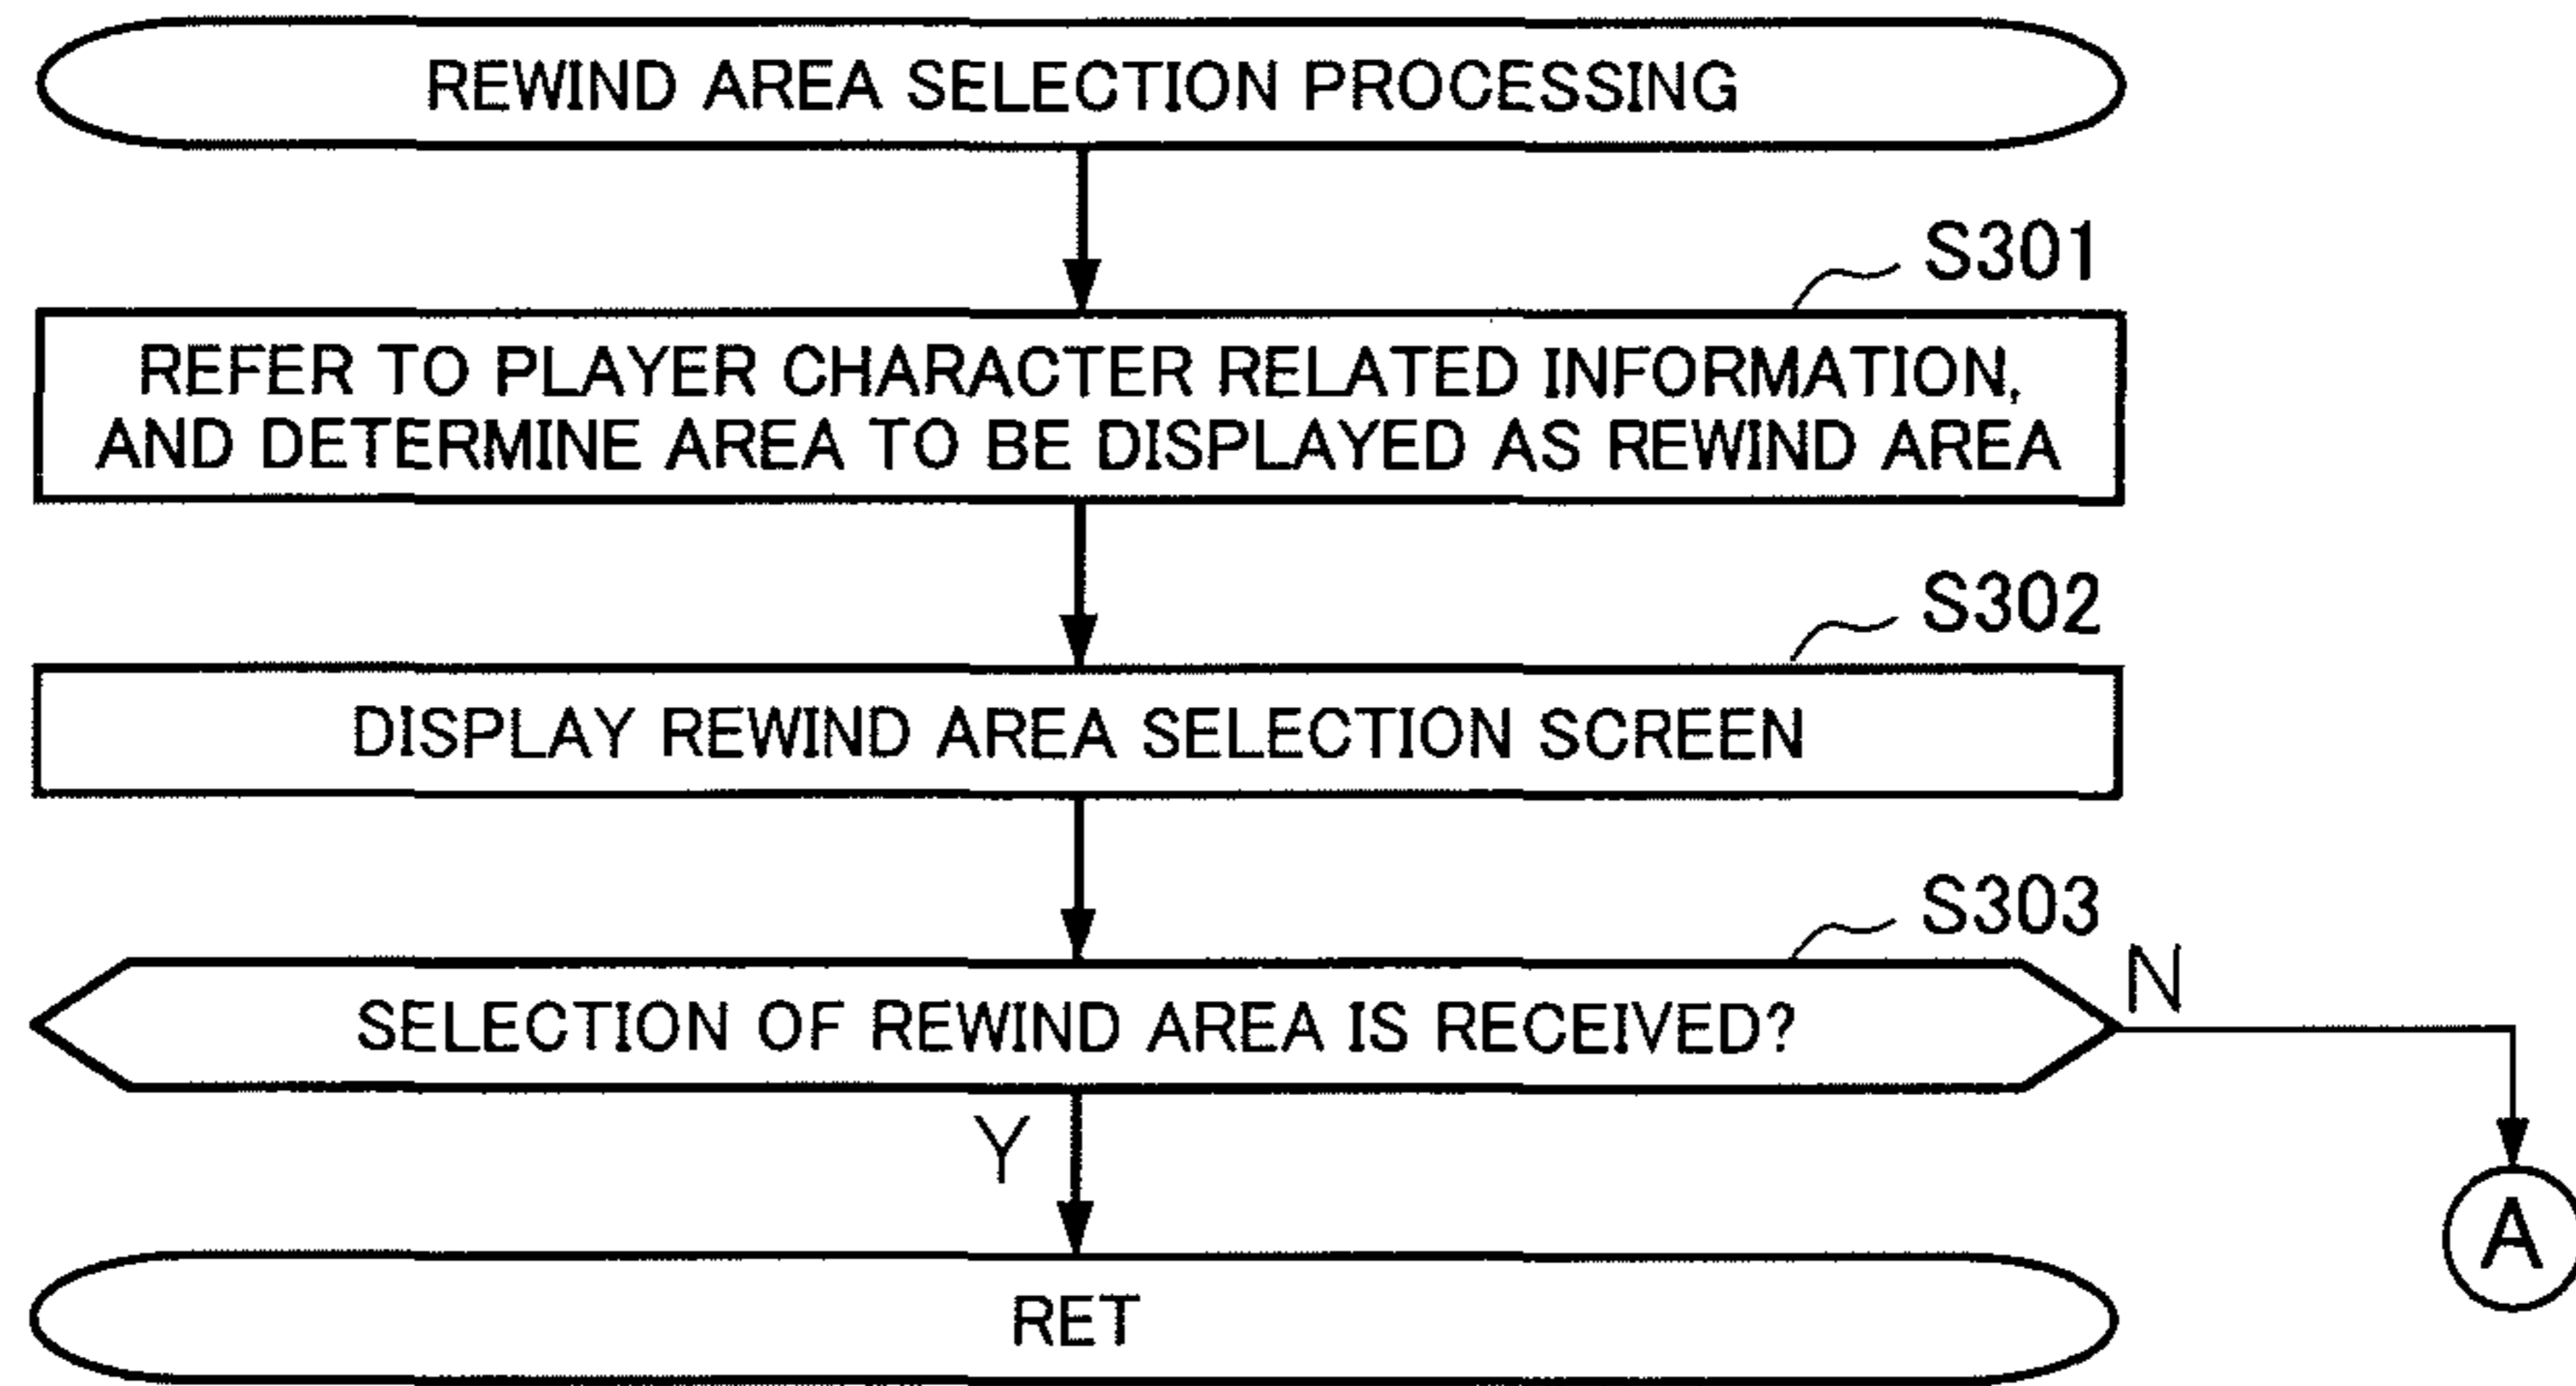 REWIND AREA SELECTION PROCESSING
S301
REFER TO PLAYER CHARACTER RELATED INFORMATION,
AND DETERMINE AREA TO BE DISPLAYED AS REWIND AREA
S302
DISPLAY REWIND AREA SELECTION SCREEN
S303
SELECTION OF REWIND AREA IS RECEIVED?
N
Y
A
RET